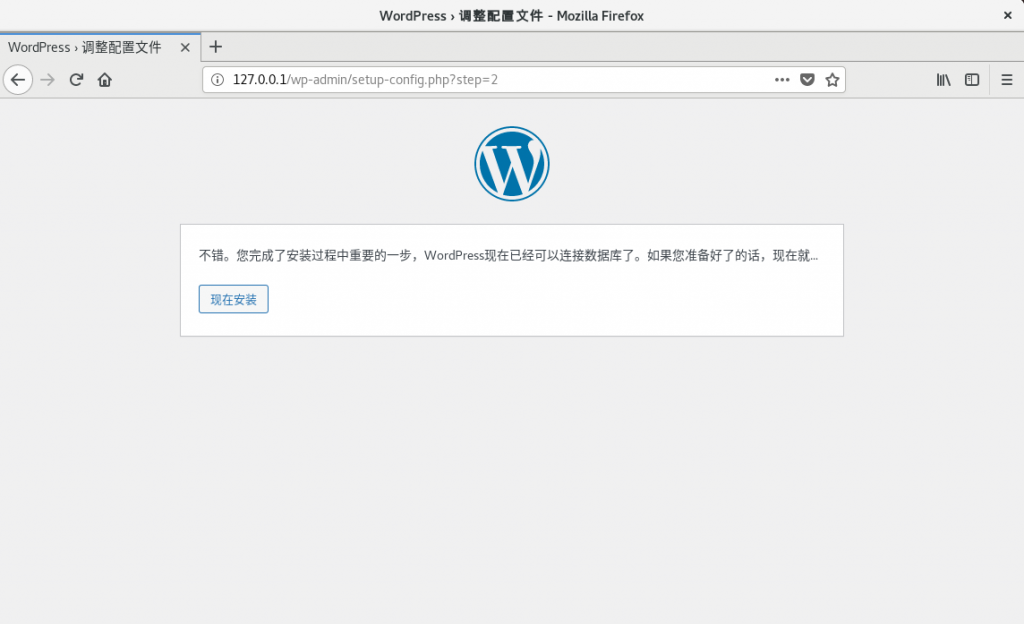 WordPress › 调整配置文件 - Mozilla Firefox
WordPress › 调整配置文件
127.0.0.1/wp-admin/setup-config.php?step=2
不错。您完成了安装过程中重要的一步，WordPress现在已经可以连接数据库了。如果您准备好了的话，现在就…
现在安装